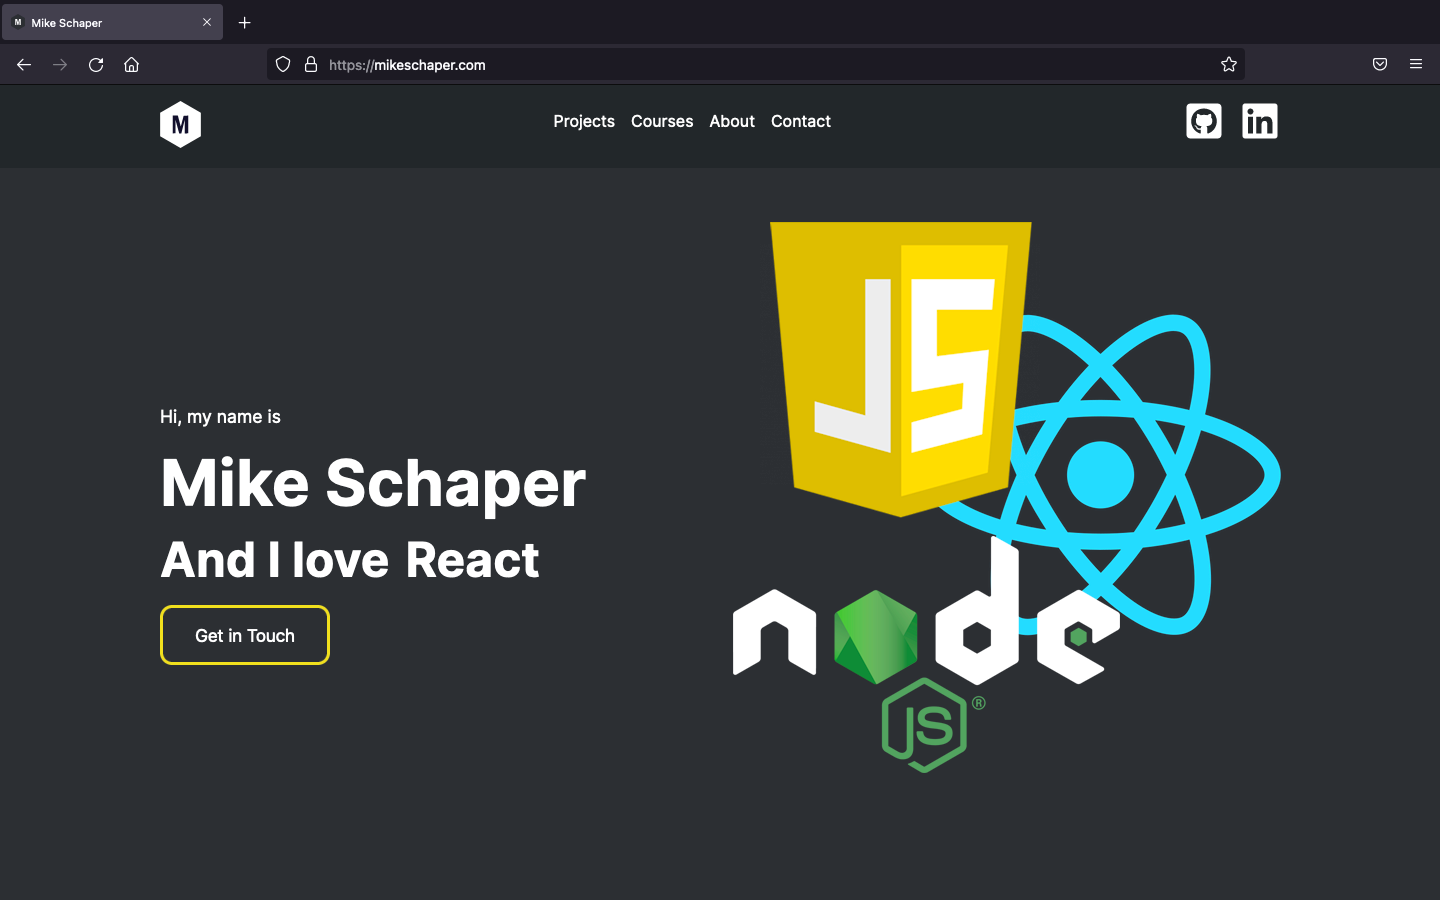 M Mike Schaper
https://mikeschaper.com
M
Projects Courses About Contact
in
JS
Hi, my name is
Mike Schaper
And I love React
Get in Touch
node
JS®